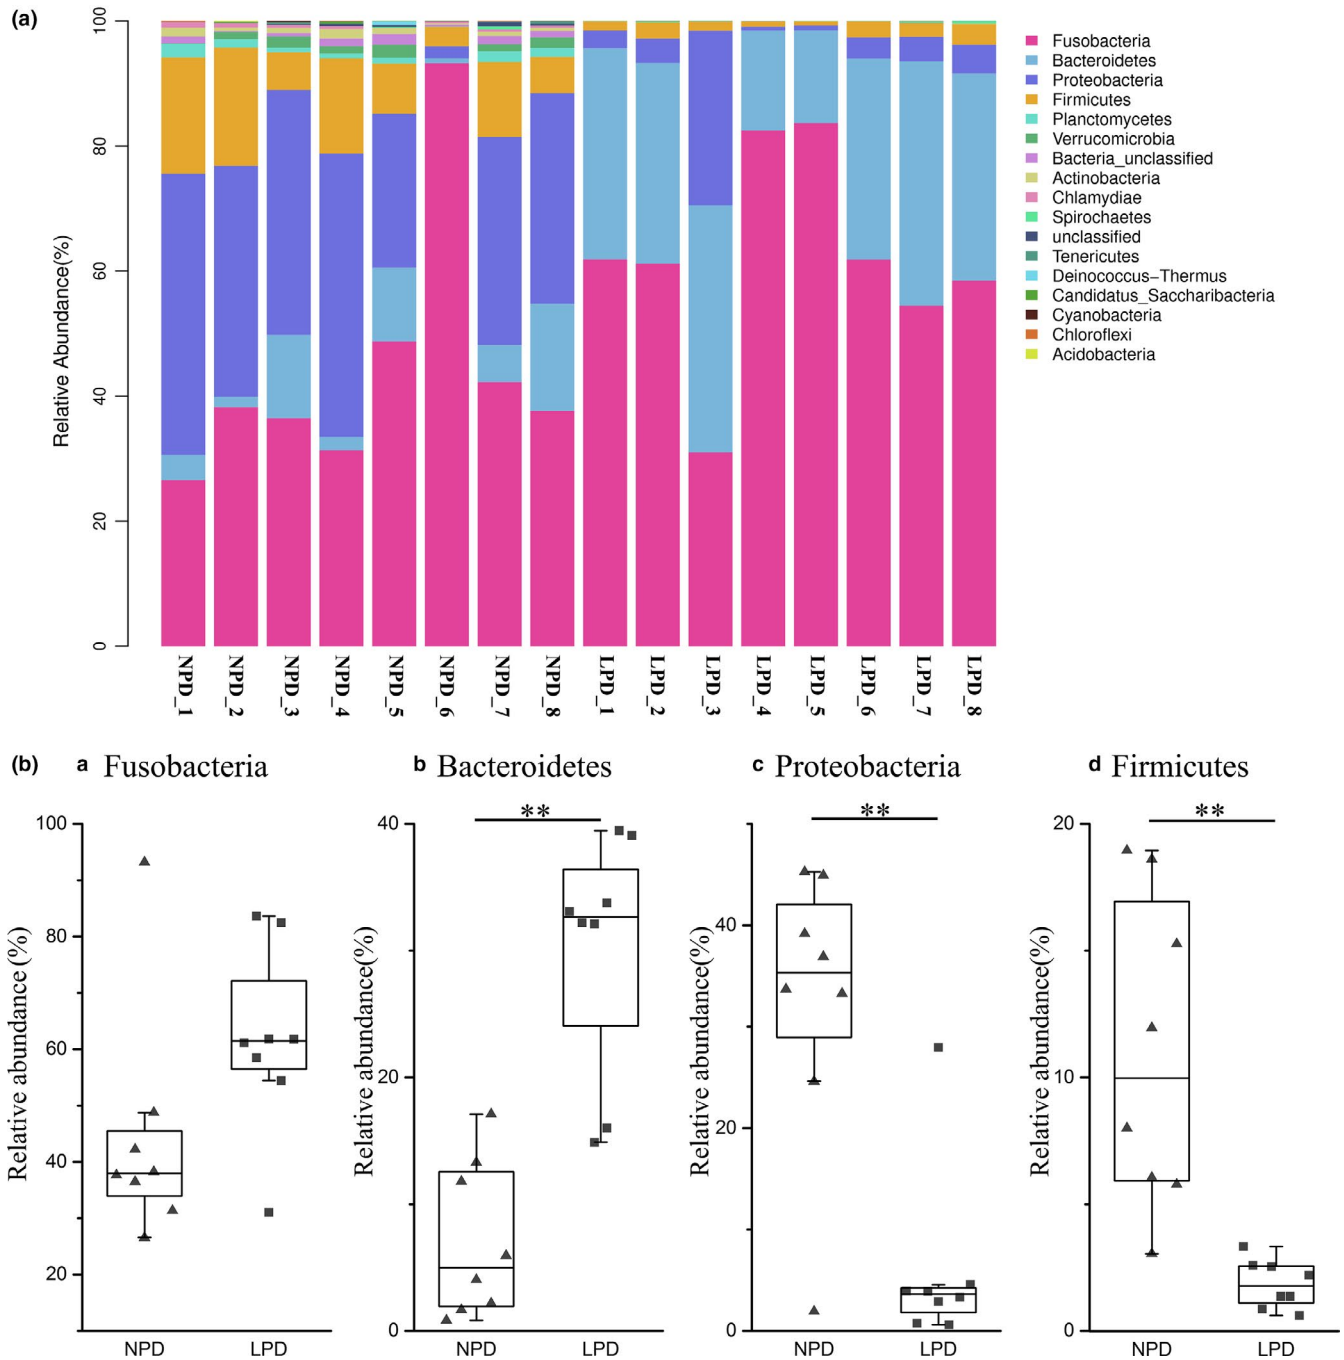 (a)
Relative Abundance(%)
100
80
60
40
20
0
NPD_1
NPD_2
NPD_3
NPD_4
NPD_5
NPD_6
NPD_7
NPD_8
LPD_1
LPD_2
LPD_3
LPD_4
LPD_5
LPD_6
LPD_7
LPD_8
Fusobacteria
Bacteroidetes
Proteobacteria
Firmicutes
Planctomycetes
Verrucomicrobia
Bacteria_unclassified
Actinobacteria
Chlamydiae
Spirochaetes
unclassified
Tenericutes
Deinococcus−Thermus
Candidatus_Saccharibacteria
Cyanobacteria
Chloroflexi
Acidobacteria
(b)
a Fusobacteria
Relative abundance(%)
100
80
60
40
20
NPD LPD
b Bacteroidetes
**
Relative abundance(%)
40
20
0
NPD LPD
c Proteobacteria
**
Relative abundance(%)
40
20
0
NPD LPD
d Firmicutes
**
Relative abundance(%)
20
10
0
NPD LPD